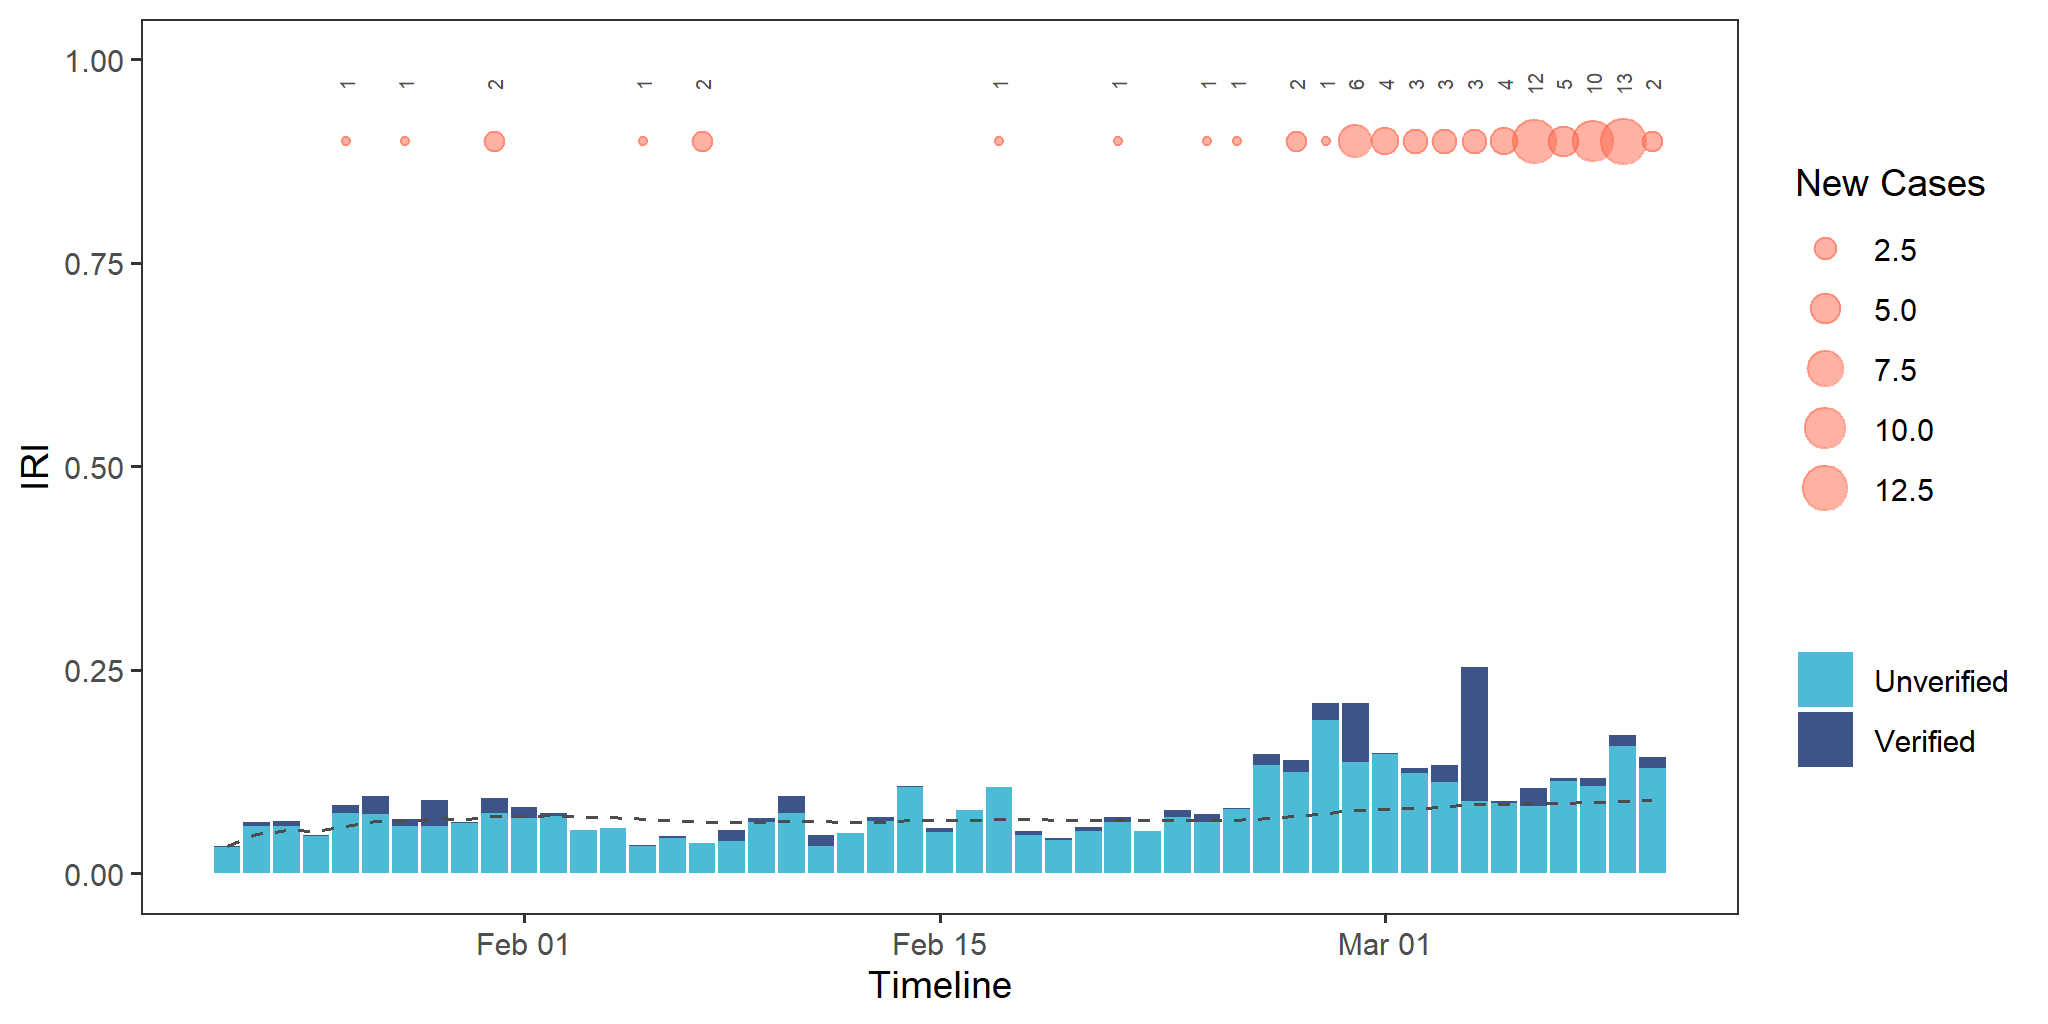 1.00
0.75
0.50
0.25
0.00
IRI
1 1 2 1 2 1 1 1 1 2 1 6 4 3 3 3 4 12 5 10 13 2
Feb 01 Feb 15 Mar 01
Timeline
New Cases
2.5
5.0
7.5
10.0
12.5
Unverified
Verified